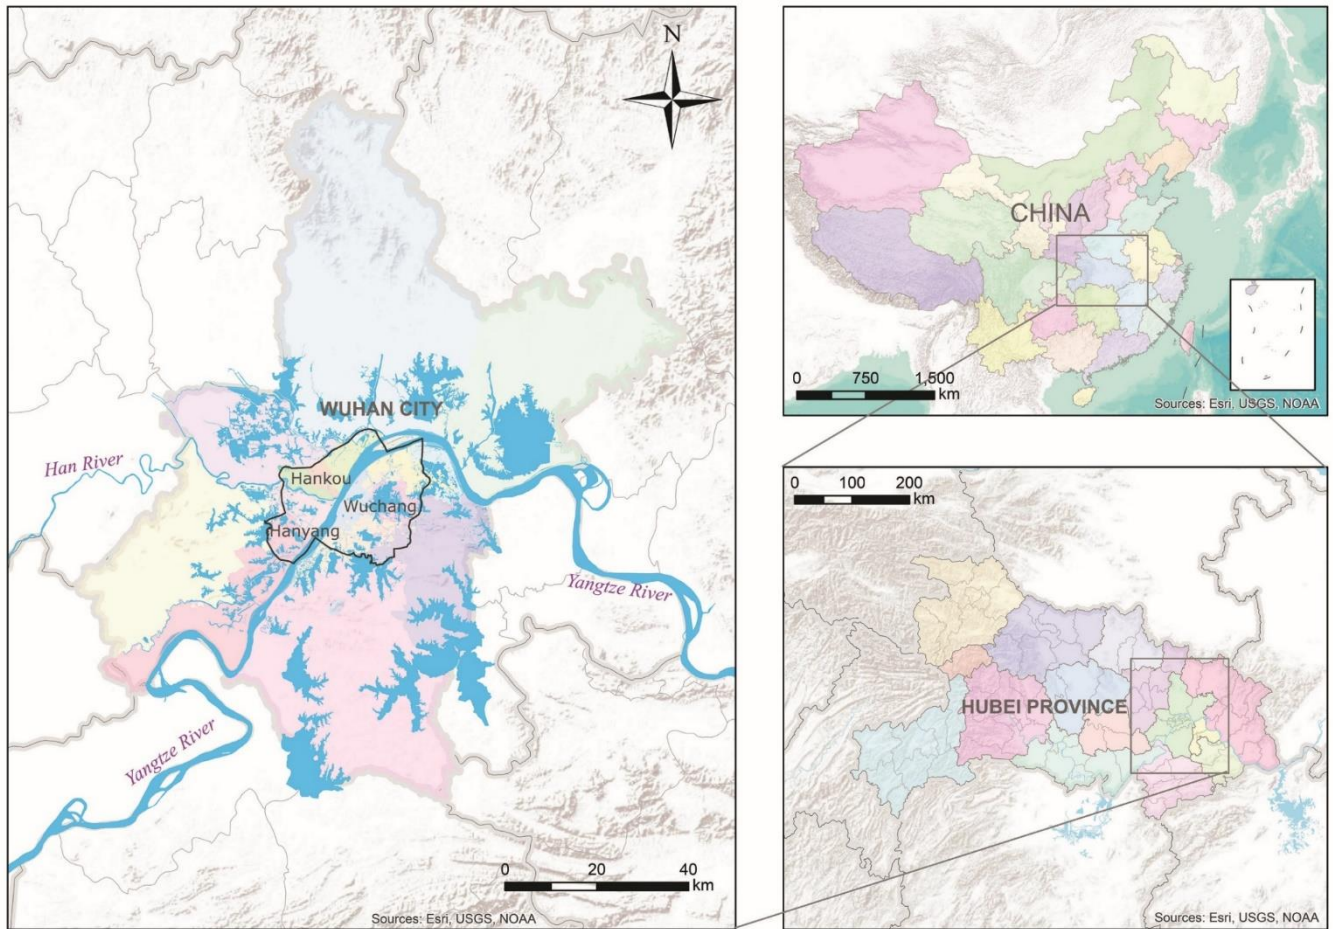 N
WUHAN CITY
Han River
Hankou
Wuchang
Hanyang
Yangtze River
Yangtze River
0 20 40
km
Sources: Esri, USGS, NOAA
CHINA
0 750 1,500
km
Sources: Esri, USGS, NOAA
0 100 200
km
HUBEI PROVINCE
Sources: Esri, USGS, NOAA